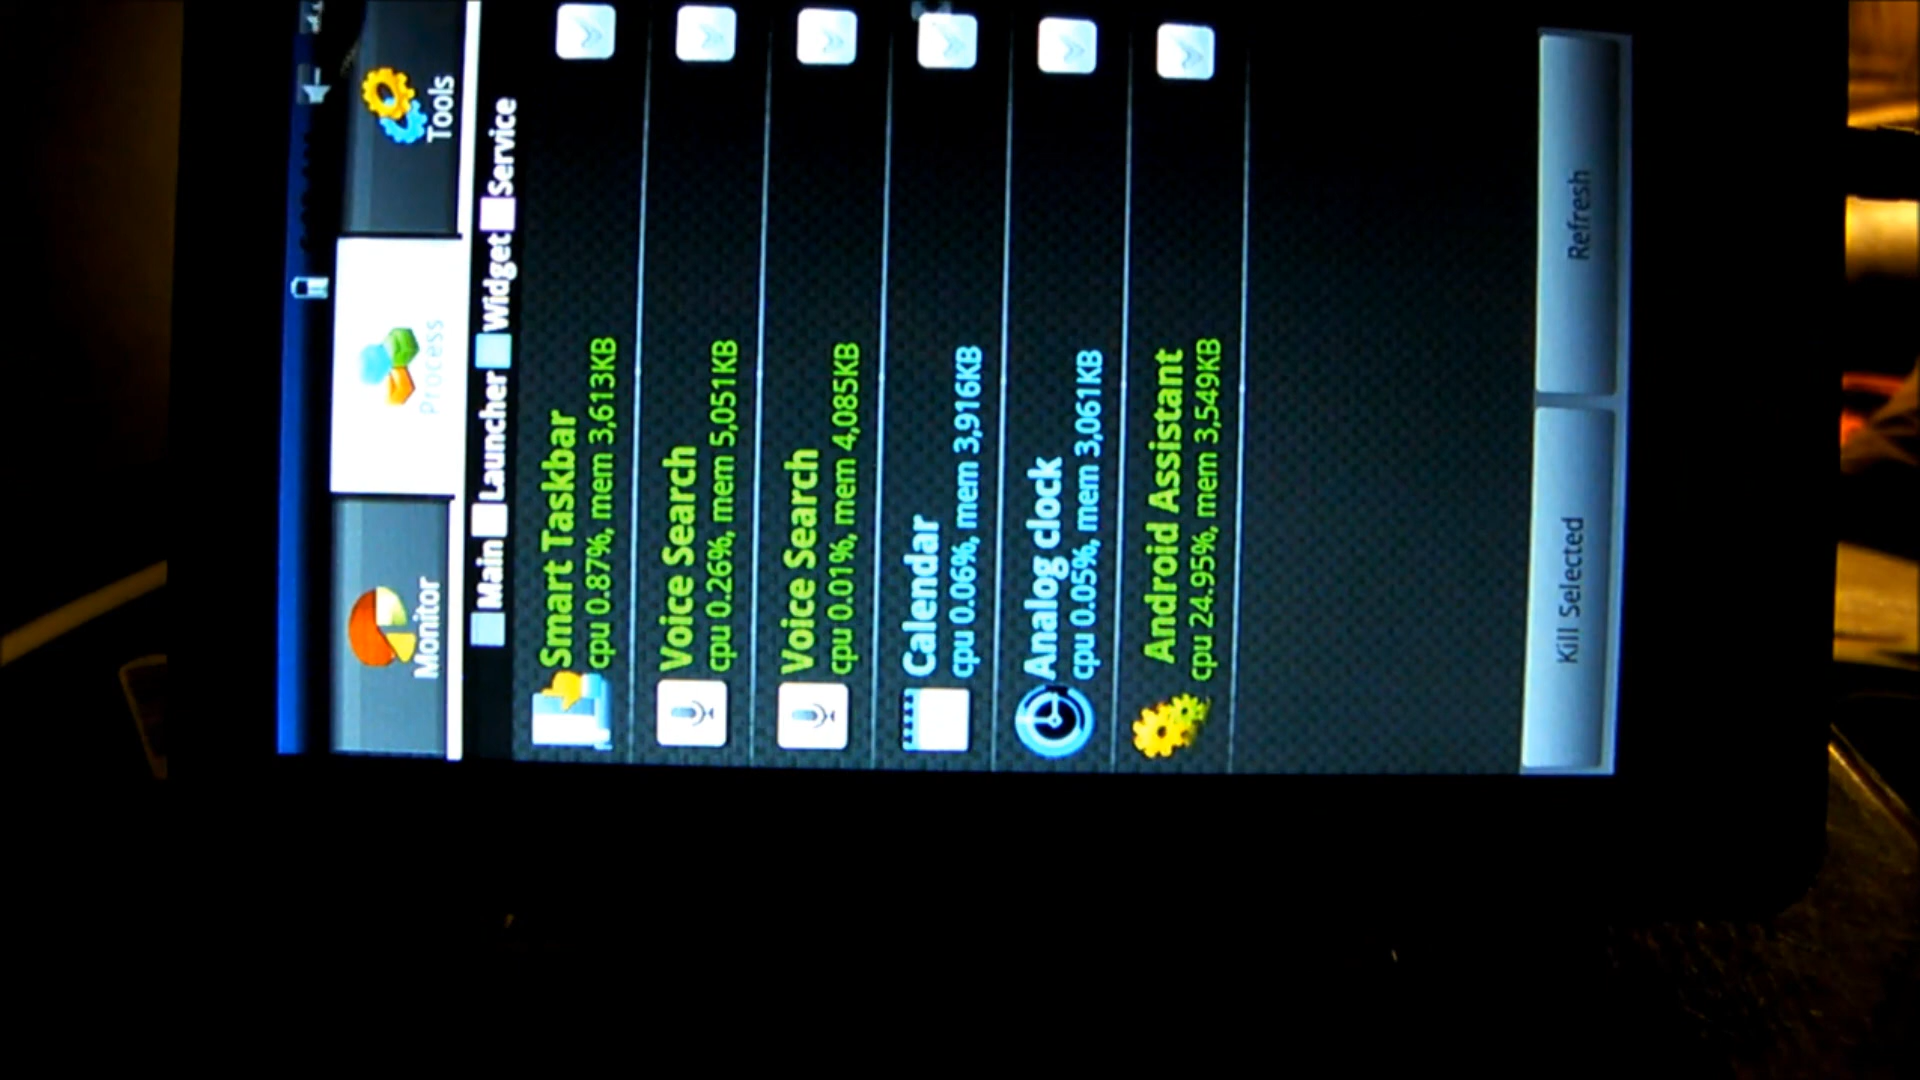 Monitor
Process
Tools
Main Launcher Widget Service
Smart Taskbar
cpu 0.87%, mem 3,613KB
Voice Search
cpu 0.26%, mem 5,051KB
Voice Search
cpu 0.01%, mem 4,085KB
Calendar
cpu 0.06%, mem 3,916KB
Analog clock
cpu 0.05%, mem 3,061KB
Android Assistant
cpu 24.95%, mem 3,549KB
Kill Selected
Refresh